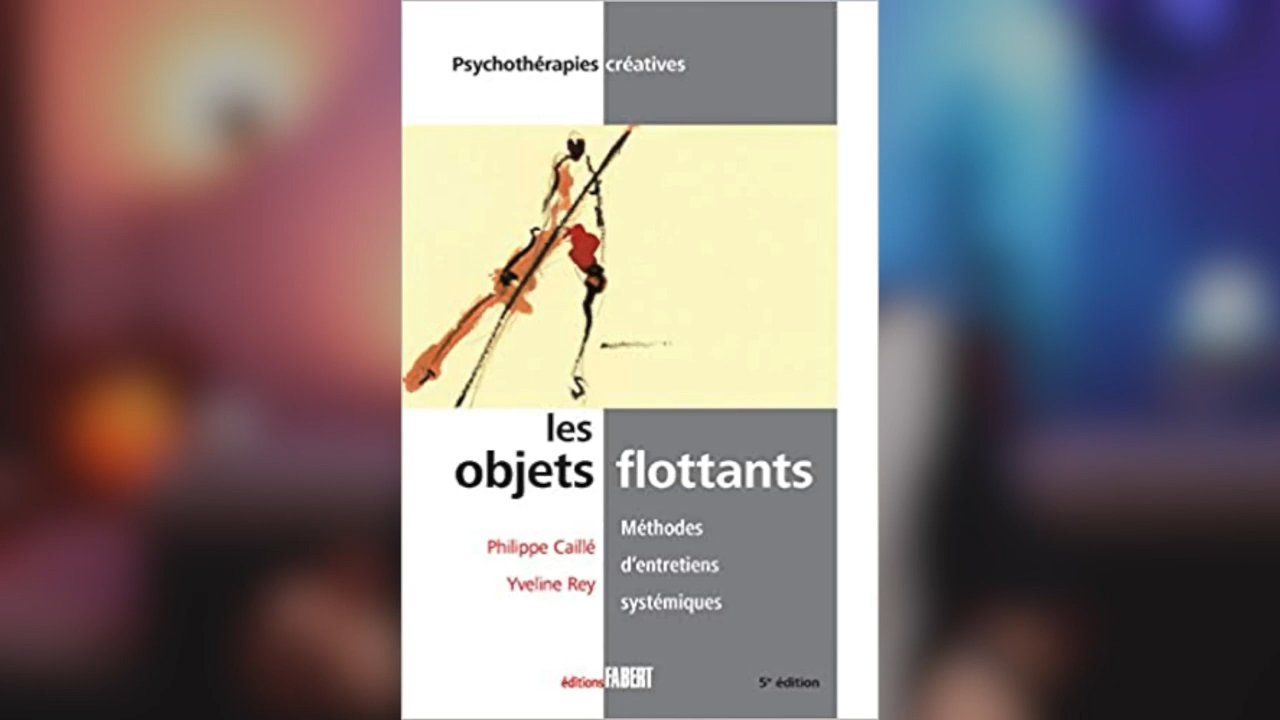 Psychothérapies créatives
les
objets flottants
Méthodes
d'entretiens
systémiques
Philippe Caillé
Yveline Rey
éditions FABERT
5e édition